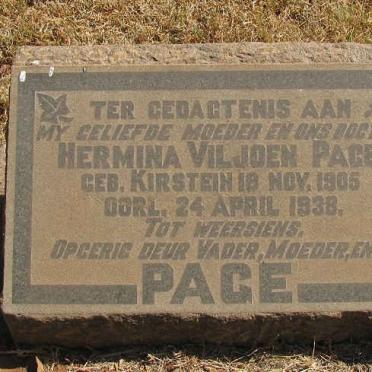 TER GEDAGTENIS AAN
MY GELIEFDE MOEDER EN ONS DOG
HERMINA VILJOEN PAGE
GEB. KIRSTEIN 18 NOV. 1905
OORL. 24 APRIL 1938.
TOT WEERSIENS.
OPGERIG DEUR VADER, MOEDER, EN
PAGE